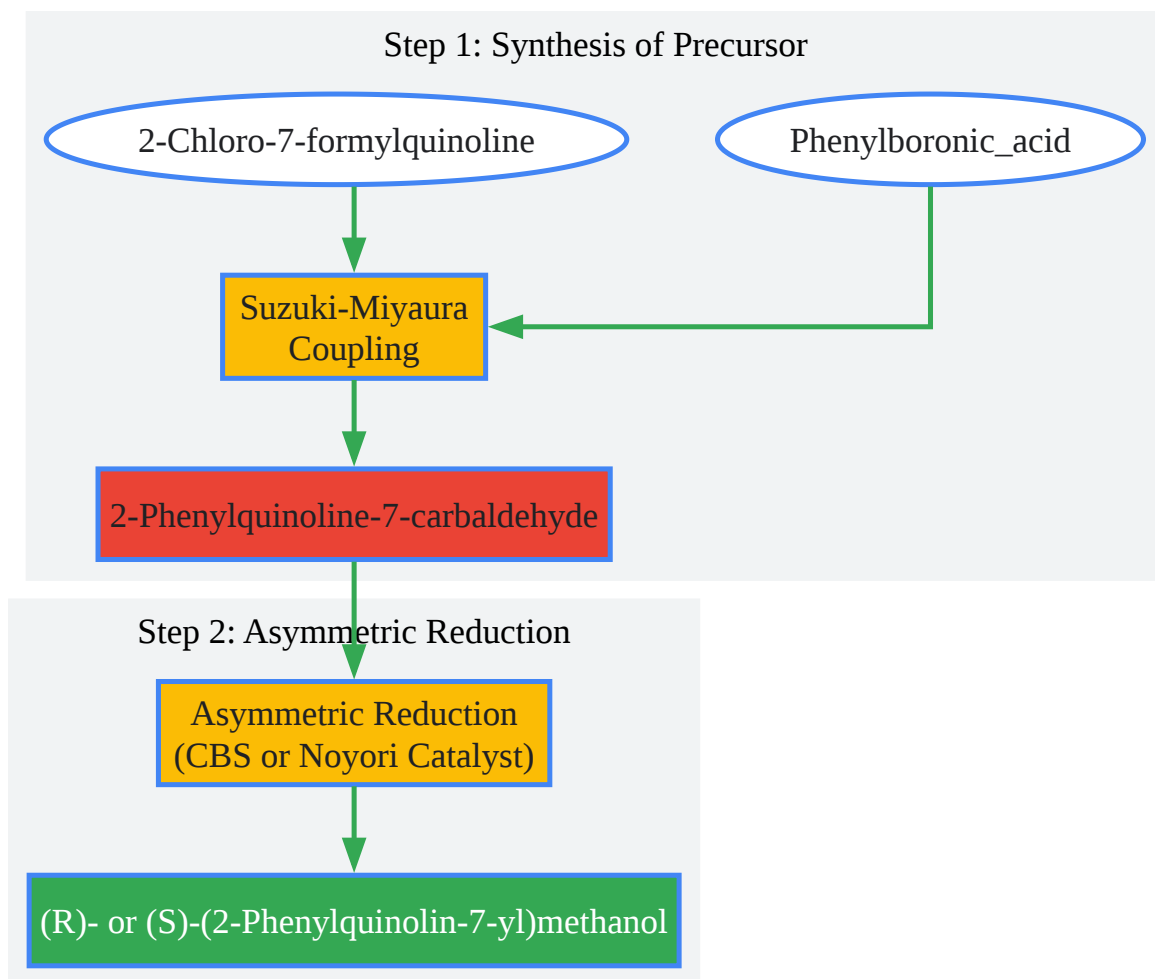 Step 1: Synthesis of Precursor
2-Chloro-7-formylquinoline
Phenylboronic_acid
Suzuki-Miyaura
Coupling
2-Phenylquinoline-7-carbaldehyde
Step 2: Asymmetric Reduction
Asymmetric Reduction
(CBS or Noyori Catalyst)
(R)- or (S)-(2-Phenylquinolin-7-yl)methanol